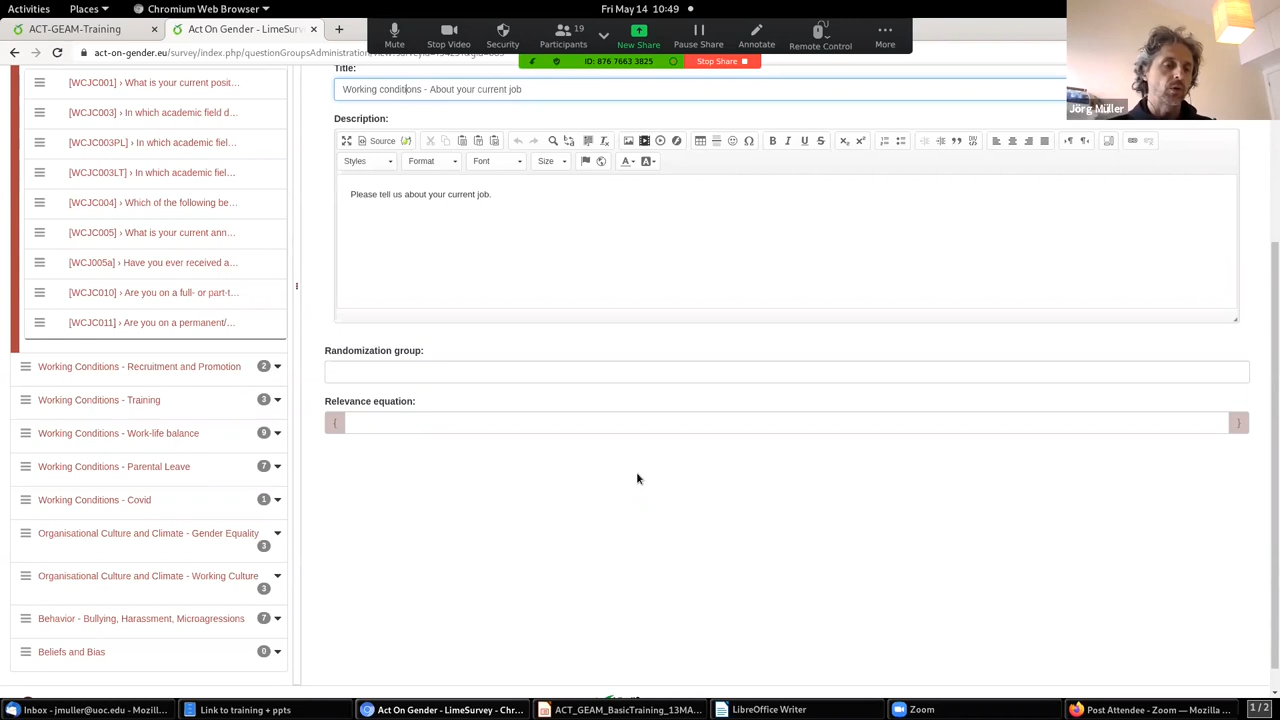 Activities
Places
Chromium Web Browser
Fri May 14 10:49
1
ACT-GEAM-Training
Act On Gender - LimeSurv
act-on-gender.eu/survey/index.php/questionGroupsAdministration
Mute
Stop Video
Security
Participants
19
New Share
Pause Share
Annotate
Remote Control
More
ID: 876 7663 3825
Stop Share
Jörg Müller
[WCJC001] › What is your current posit...
[WCJC003] › In which academic field d...
[WCJC003PL] › In which academic fiel...
[WCJC003LT] › In which academic fiel...
[WCJC004] › Which of the following be...
[WCJC005] › What is your current ann...
[WCJ005a] › Have you ever received a...
[WCJC010] › Are you on a full- or part-t...
[WCJC011] › Are you on a permanent/...
Working Conditions - Recruitment and Promotion 2
Working Conditions - Training 3
Working Conditions - Work-life balance 9
Working Conditions - Parental Leave 7
Working Conditions - Covid 1
Organisational Culture and Climate - Gender Equality
3
Organisational Culture and Climate - Working Culture
3
Behavior - Bullying, Harassment, Microagressions 7
Beliefs and Bias 0
Title:
Working conditions - About your current job
Description:
Source
Styles
Format
Font
Size
Please tell us about your current job.
Randomization group:
Relevance equation:
{
}
Inbox - jmuller@uoc.edu - Mozill...
Link to training + ppts
Act On Gender - LimeSurvey - Chr...
ACT_GEAM_BasicTraining_13MA...
LibreOffice Writer
Zoom
Post Attendee - Zoom — Mozilla ...
1 / 2